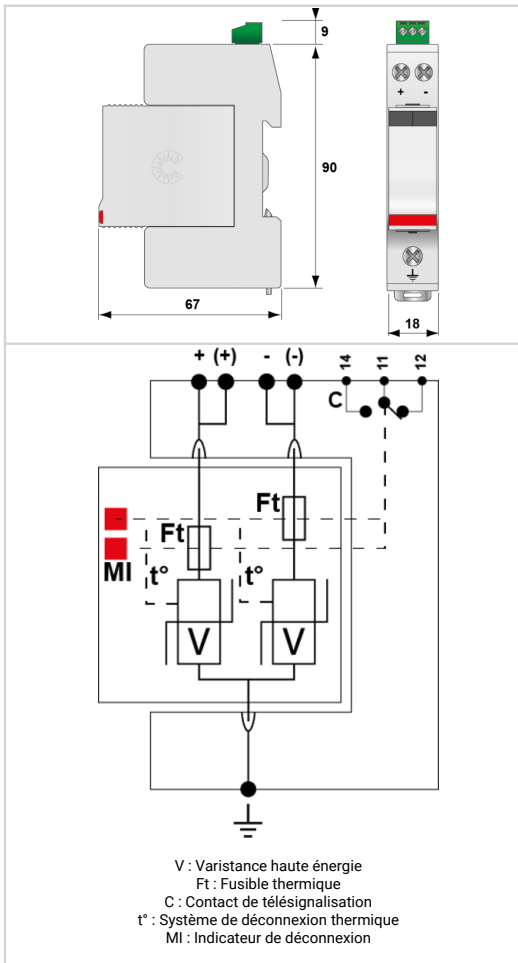 9
+ -
90
67
18
+ (+) - (-) 14 11 12
C
Ft
Ft
MI t° t°
V V
V : Varistance haute énergie
Ft : Fusible thermique
C : Contact de télésignalisation
t° : Système de déconnexion thermique
MI : Indicateur de déconnexion